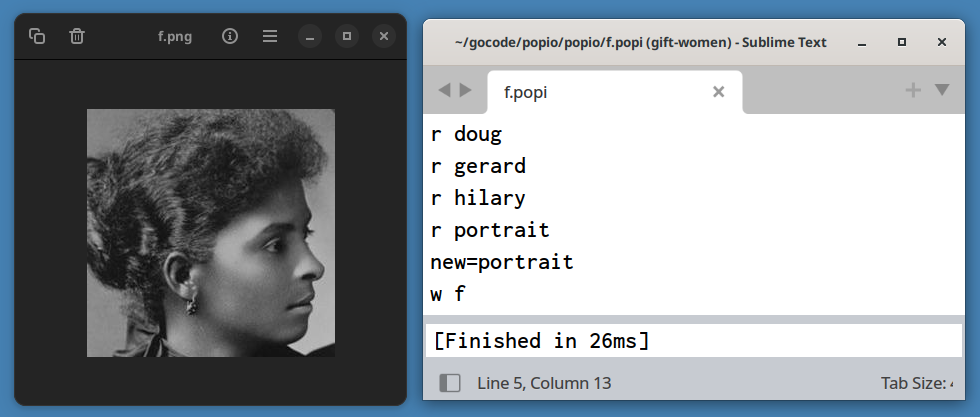 f.png
~/gocode/popio/popio/f.popi (gift-women) - Sublime Text
f.popi
r doug
r gerard
r hilary
r portrait
new=portrait
w f
[Finished in 26ms]
Line 5, Column 13
Tab Size: